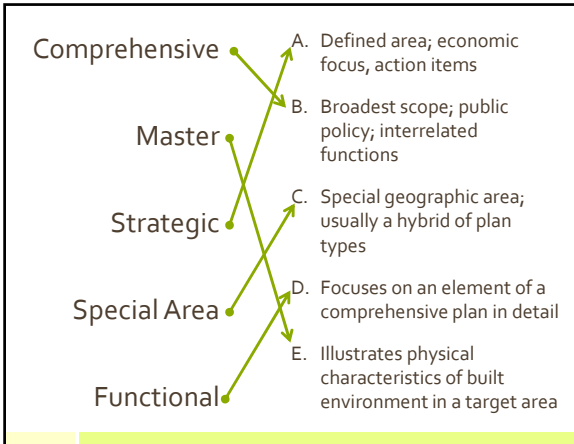 Comprehensive
Master
Strategic
Special Area
Functional
A. Defined area; economic
focus, action items
B. Broadest scope; public
policy; interrelated
functions
C. Special geographic area;
usually a hybrid of plan
types
D. Focuses on an element of a
comprehensive plan in detail
E. Illustrates physical
characteristics of built
environment in a target area